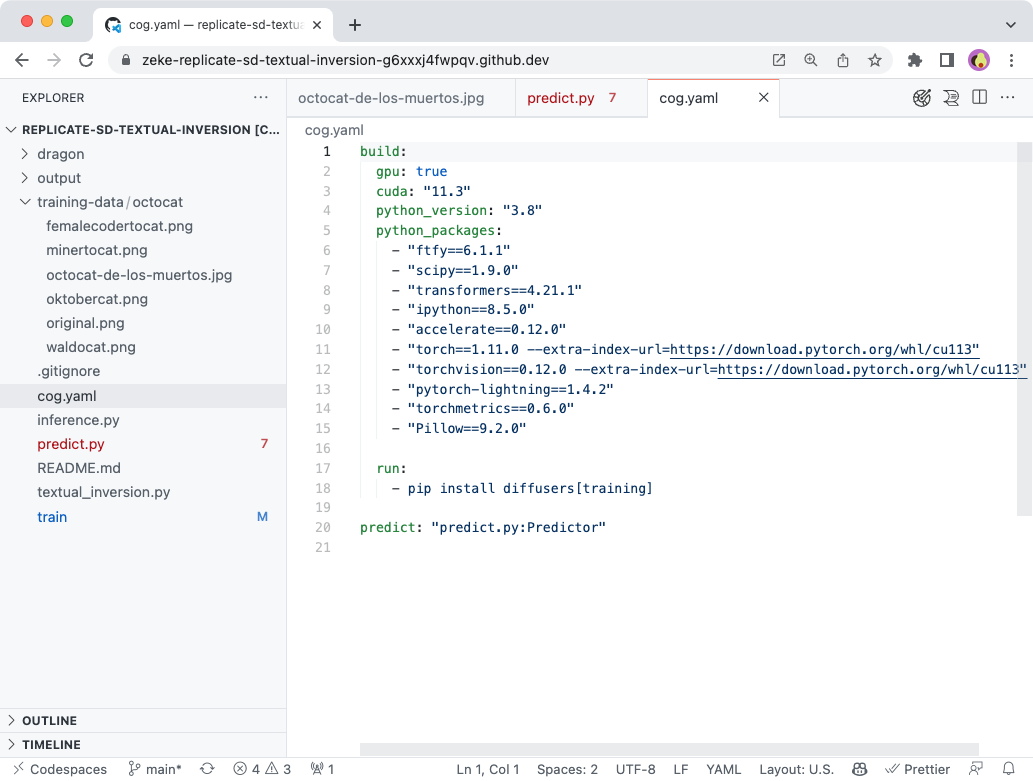 cog.yaml — replicate-sd-textua
zeke-replicate-sd-textual-inversion-g6xxxj4fwpqv.github.dev
EXPLORER
REPLICATE-SD-TEXTUAL-INVERSION [C...
dragon
output
training-data/octocat
femalecodertocat.png
minertocat.png
octocat-de-los-muertos.jpg
oktobercat.png
original.png
waldocat.png
.gitignore
cog.yaml
inference.py
predict.py 7
README.md
textual_inversion.py
train M
OUTLINE
TIMELINE
octocat-de-los-muertos.jpg predict.py 7 cog.yaml
cog.yaml
1 build:
2   gpu: true
3   cuda: "11.3"
4   python_version: "3.8"
5   python_packages:
6     - "ftfy==6.1.1"
7     - "scipy==1.9.0"
8     - "transformers==4.21.1"
9     - "ipython==8.5.0"
10     - "accelerate==0.12.0"
11     - "torch==1.11.0 --extra-index-url=https://download.pytorch.org/whl/cu113"
12     - "torchvision==0.12.0 --extra-index-url=https://download.pytorch.org/whl/cu113"
13     - "pytorch-lightning==1.4.2"
14     - "torchmetrics==0.6.0"
15     - "Pillow==9.2.0"
16
17   run:
18     - pip install diffusers[training]
19
20 predict: "predict.py:Predictor"
21
Codespaces main* 4 3 1 Ln 1, Col 1 Spaces: 2 UTF-8 LF YAML Layout: U.S. Prettier